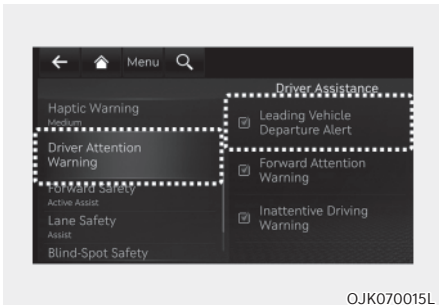 Menu
Driver Assistance
Haptic Warning
Medium
Driver Attention
Warning
Forward Safety
Active Assist
Lane Safety
Assist
Blind-Spot Safety
Leading Vehicle
Departure Alert
Forward Attention
Warning
Inattentive Driving
Warning
OJK070015L